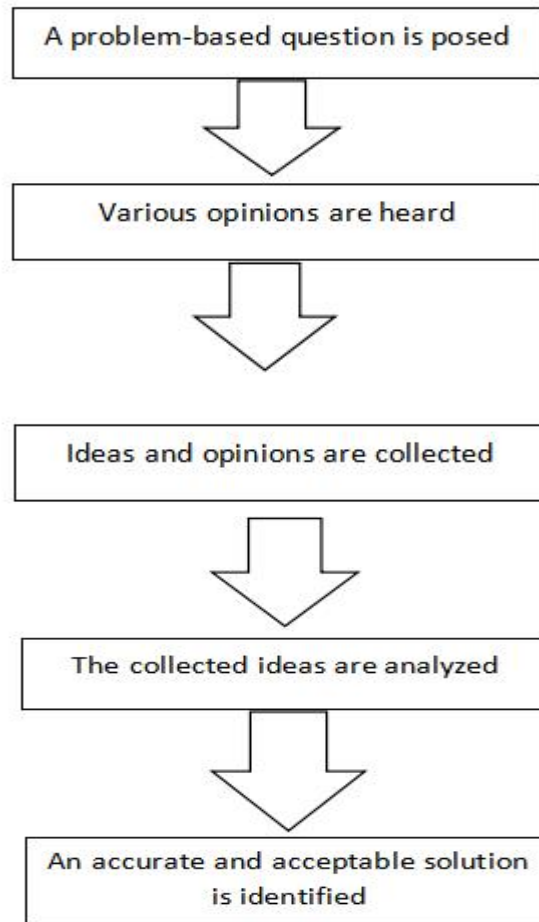 A problem-based question is posed
Various opinions are heard
Ideas and opinions are collected
The collected ideas are analyzed
An accurate and acceptable solution
is identified